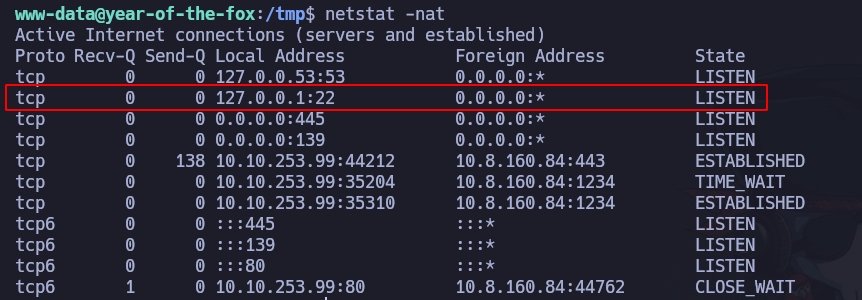 www-data@year-of-the-fox:/tmp$ netstat -nat
Active Internet connections (servers and established)
Proto Recv-Q Send-Q Local Address           Foreign Address         State
tcp        0      0 127.0.0.53:53           0.0.0.0:*               LISTEN
tcp        0      0 127.0.0.1:22            0.0.0.0:*               LISTEN
tcp        0      0 0.0.0.0:445             0.0.0.0:*               LISTEN
tcp        0      0 0.0.0.0:139             0.0.0.0:*               LISTEN
tcp        0    138 10.10.253.99:44212      10.8.160.84:443         ESTABLISHED
tcp        0      0 10.10.253.99:35204      10.8.160.84:1234        TIME_WAIT
tcp        0      0 10.10.253.99:35310      10.8.160.84:1234        ESTABLISHED
tcp6       0      0 :::445                  :::*                    LISTEN
tcp6       0      0 :::139                  :::*                    LISTEN
tcp6       0      0 :::80                   :::*                    LISTEN
tcp6       1      0 10.10.253.99:80         10.8.160.84:44762       CLOSE_WAIT